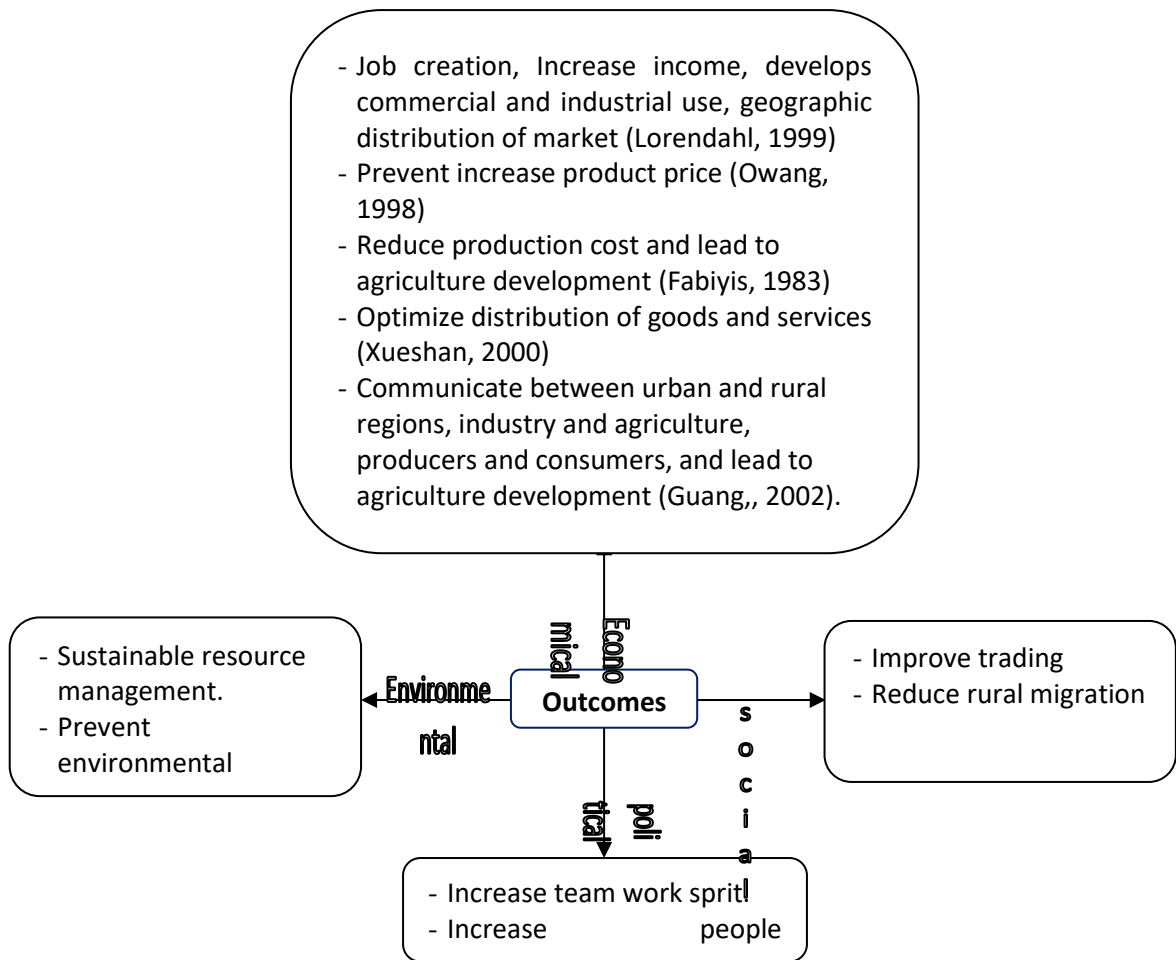 - Job creation, Increase income, develops
commercial and industrial use, geographic
distribution of market (Lorendahl, 1999)
- Prevent increase product price (Owang,
1998)
- Reduce production cost and lead to
agriculture development (Fabiyis, 1983)
- Optimize distribution of goods and services
(Xueshan, 2000)
- Communicate between urban and rural
regions, industry and agriculture,
producers and consumers, and lead to
agriculture development (Guang,, 2002).
Econo
mical
- Sustainable resource
management.
- Prevent
environmental
Environme
ntal
Outcomes
social
- Improve trading
- Reduce rural migration
poli
tical
- Increase team work sprit.
- Increase people